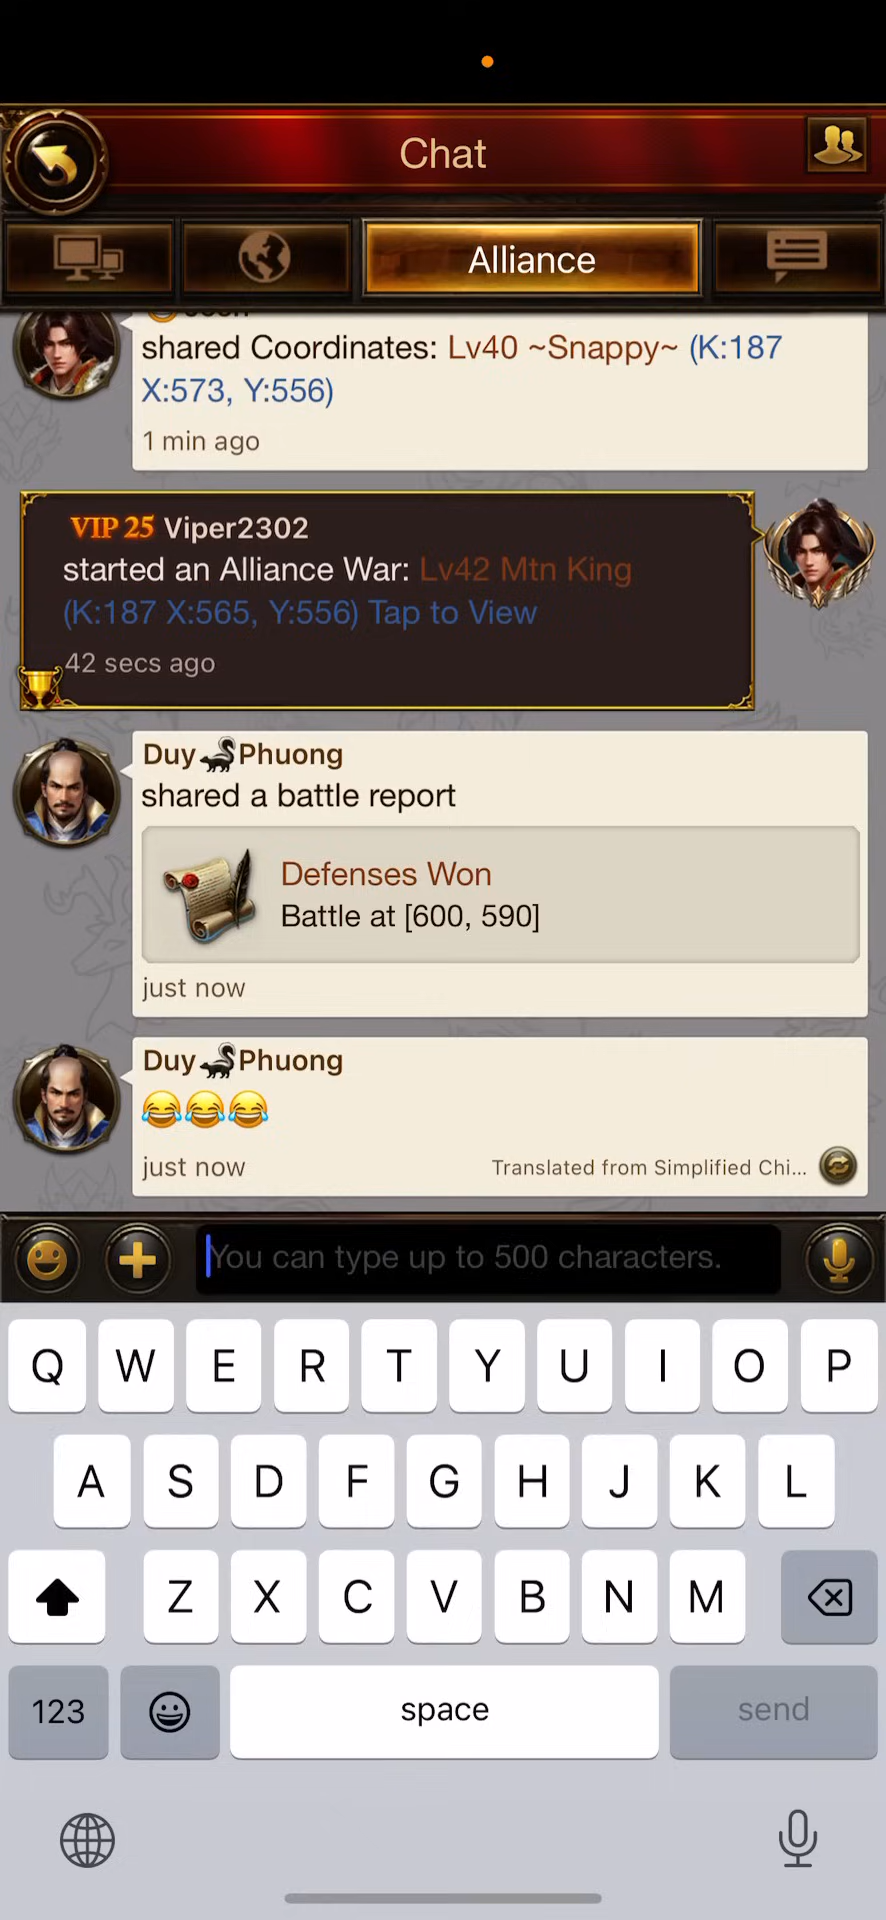 Chat
Alliance
shared Coordinates: Lv40 ~Snappy~ (K:187
X:573, Y:556)
1 min ago
VIP 25 Viper2302
started an Alliance War: Lv42 Mtn King
(K:187 X:565, Y:556) Tap to View
42 secs ago
Duy🦨Phuong
shared a battle report
Defenses Won
Battle at [600, 590]
just now
Duy🦨Phuong
😂😂😂
just now
Translated from Simplified Chi...
You can type up to 500 characters.
Q W E R T Y U I O P
A S D F G H J K L
Z X C V B N M
123 space send